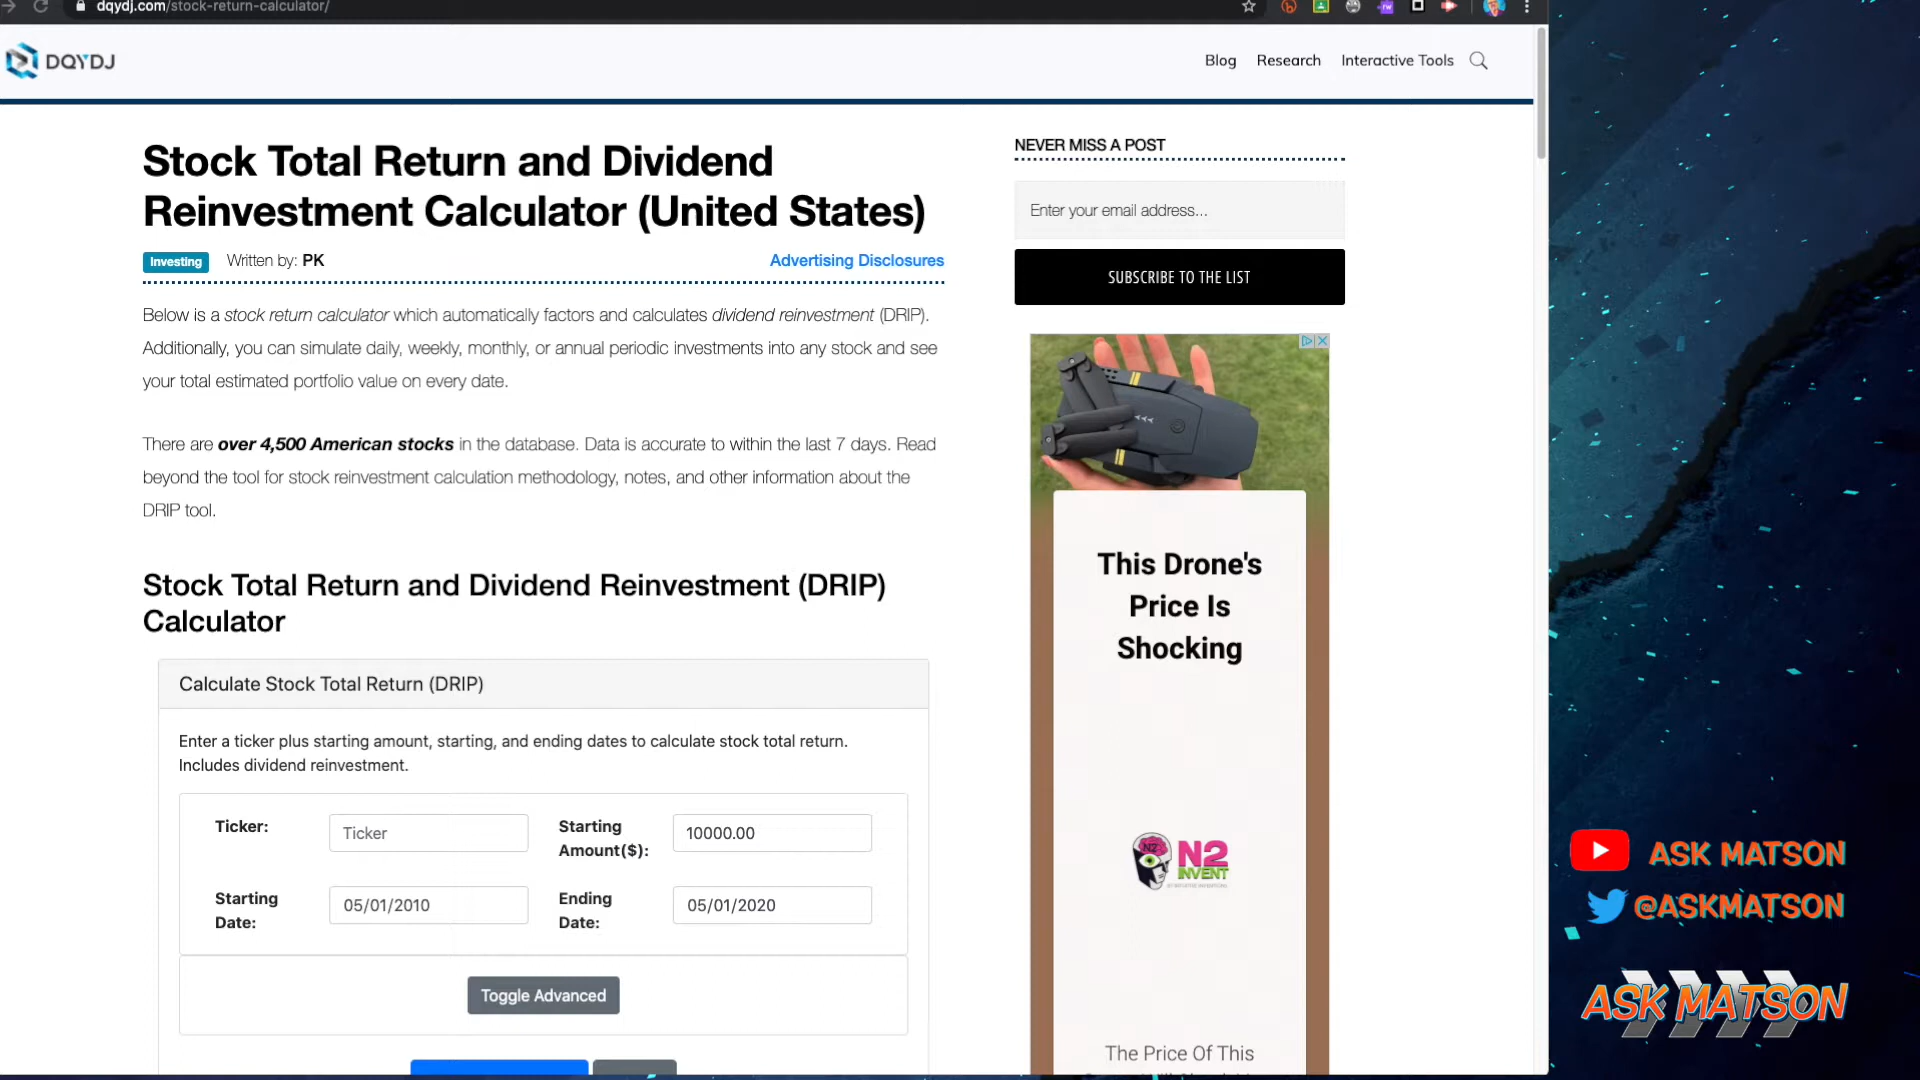 dqydj.com/stock-return-calculator/
DQYDJ
Blog
Research
Interactive Tools
Stock Total Return and Dividend
Reinvestment Calculator (United States)
Investing
Written by: PK
Advertising Disclosures
Below is a stock return calculator which automatically factors and calculates dividend reinvestment (DRIP).
Additionally, you can simulate daily, weekly, monthly, or annual periodic investments into any stock and see
your total estimated portfolio value on every date.
There are over 4,500 American stocks in the database. Data is accurate to within the last 7 days. Read
beyond the tool for stock reinvestment calculation methodology, notes, and other information about the
DRIP tool.
Stock Total Return and Dividend Reinvestment (DRIP)
Calculator
Calculate Stock Total Return (DRIP)
Enter a ticker plus starting amount, starting, and ending dates to calculate stock total return.
Includes dividend reinvestment.
Ticker:
Ticker
Starting
Amount($):
10000.00
Starting
Date:
05/01/2010
Ending
Date:
05/01/2020
Toggle Advanced
NEVER MISS A POST
Enter your email address...
SUBSCRIBE TO THE LIST
This Drone's
Price Is
Shocking
N2
INVENT
The Price Of This
ASK MATSON
@ASKMATSON
ASK MATSON